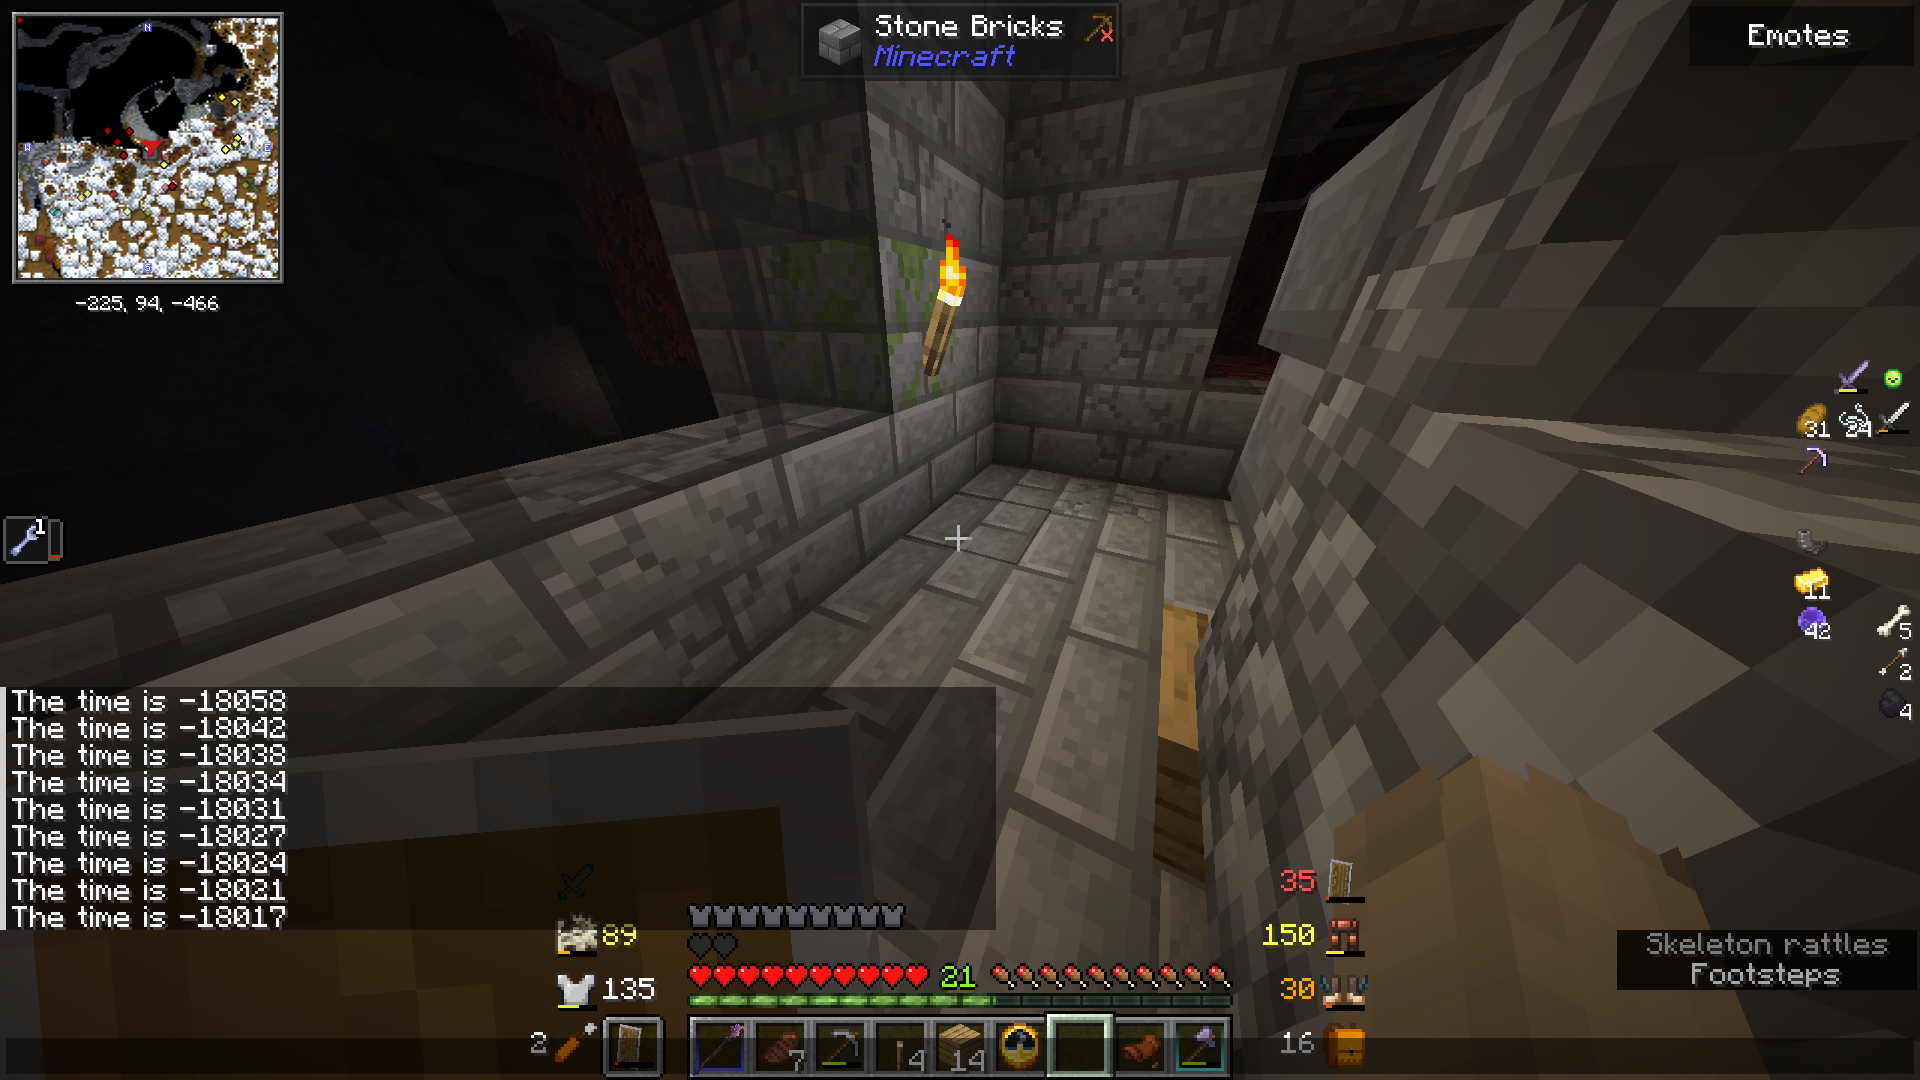 N
Stone Bricks
Minecraft
Emotes
W
E
S
-225, 94, -466
31
24
1
11
42
5
2
4
The time is -18058
The time is -18042
The time is -18038
The time is -18034
The time is -18031
The time is -18027
The time is -18024
The time is -18021
The time is -18017
35
89
150
Skeleton rattles
Footsteps
21
135
30
2
7
4
14
16